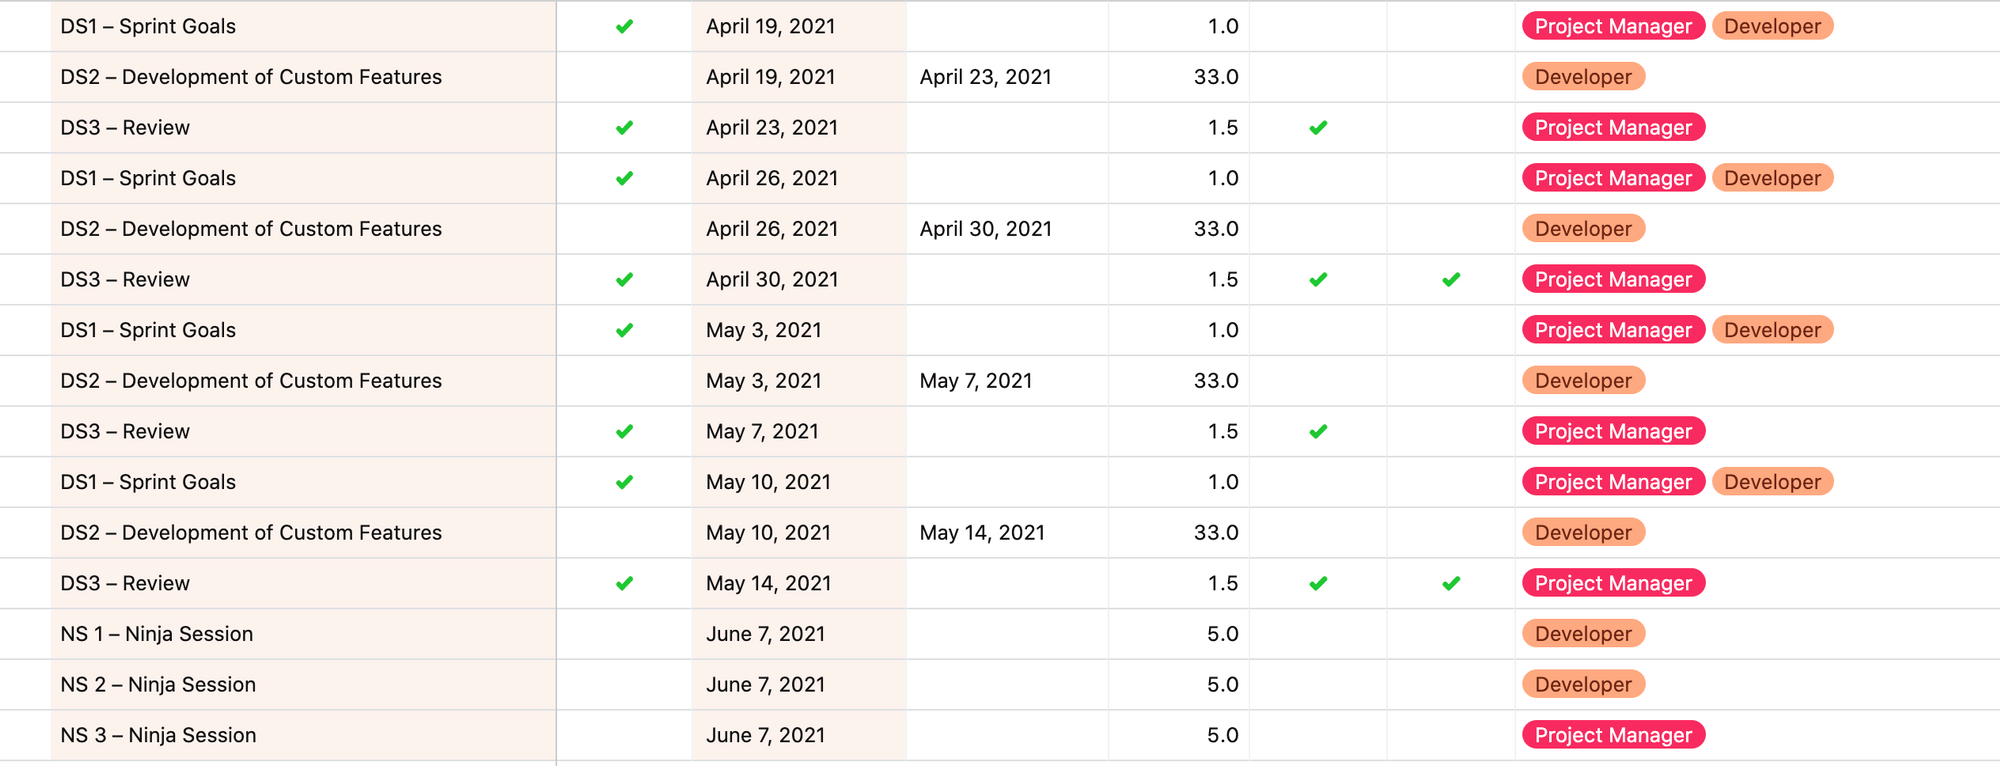 DS1 – Sprint Goals ✔ April 19, 2021 1.0 Project Manager Developer
DS2 – Development of Custom Features April 19, 2021 April 23, 2021 33.0 Developer
DS3 – Review ✔ April 23, 2021 1.5 ✔ Project Manager
DS1 – Sprint Goals ✔ April 26, 2021 1.0 Project Manager Developer
DS2 – Development of Custom Features April 26, 2021 April 30, 2021 33.0 Developer
DS3 – Review ✔ April 30, 2021 1.5 ✔ ✔ Project Manager
DS1 – Sprint Goals ✔ May 3, 2021 1.0 Project Manager Developer
DS2 – Development of Custom Features May 3, 2021 May 7, 2021 33.0 Developer
DS3 – Review ✔ May 7, 2021 1.5 ✔ Project Manager
DS1 – Sprint Goals ✔ May 10, 2021 1.0 Project Manager Developer
DS2 – Development of Custom Features May 10, 2021 May 14, 2021 33.0 Developer
DS3 – Review ✔ May 14, 2021 1.5 ✔ ✔ Project Manager
NS 1 – Ninja Session June 7, 2021 5.0 Developer
NS 2 – Ninja Session June 7, 2021 5.0 Developer
NS 3 – Ninja Session June 7, 2021 5.0 Project Manager